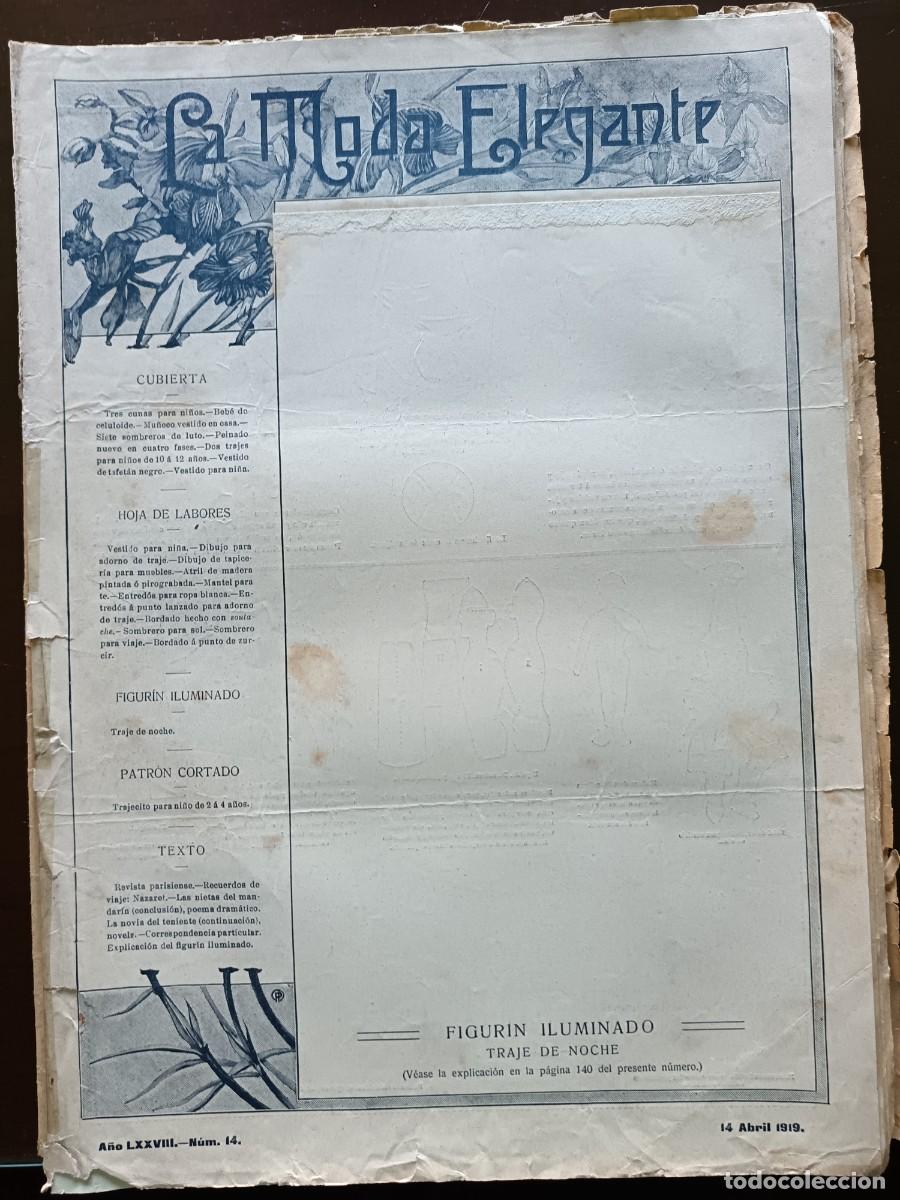 La Moda Elegante
CUBIERTA
Tres cunas para niños.—Bebé de
celuloide.—Muñeco vestido en casa.—
Siete sombreros de luto.—Peinado
nuevo en cuatro fases.—Dos trajes
para niños de 10 á 12 años.—Vestido
de tafetán negro.—Vestido para niña.
HOJA DE LABORES
Vestido para niña.—Dibujo para
adorno de traje.—Dibujo de tapice-
ría para muebles.—Atril de madera
pintada ó pirograbada.—Mantel para
te.—Entredós para ropa blanca.—En-
tredós á punto lanzado para adorno
de traje.—Bordado hecho con souta-
che.—Sombrero para sol.—Sombrero
para viaje.—Bordado á punto de zur-
cir.
FIGURÍN ILUMINADO
Traje de noche.
PATRÓN CORTADO
Trajecito para niño de 2 á 4 años.
TEXTO
Revista parisiense.—Recuerdos de
viaje: Nazaret.—Las nietas del man-
darín (conclusión), poema dramático.
La novia del teniente (continuación),
novela.—Correspondencia particular.
Explicación del figurín iluminado.
FIGURÍN ILUMINADO
TRAJE DE NOCHE
(Véase la explicación en la página 140 del presente número.)
Año LXXVIII.—Núm. 14.
14 Abril 1919.
todocoleccion